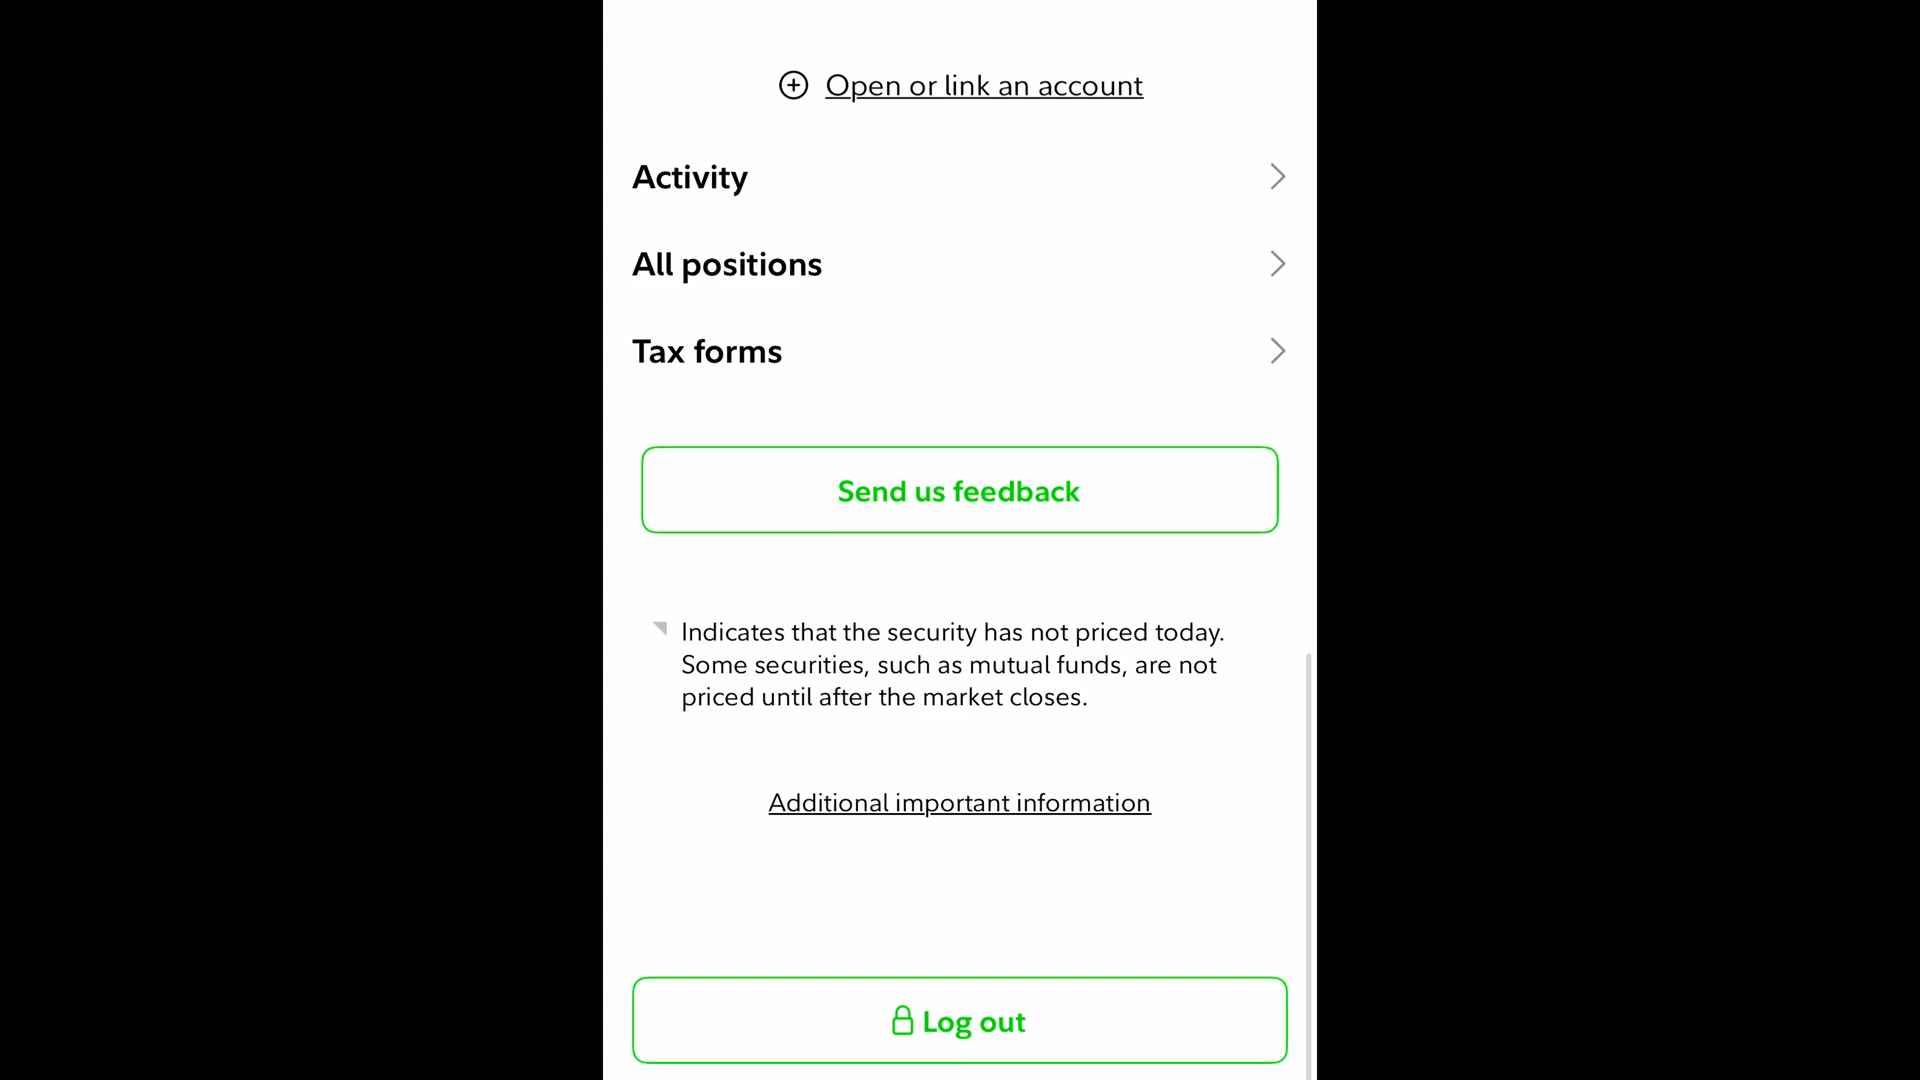 Open or link an account
Activity
All positions
Tax forms
Send us feedback
Indicates that the security has not priced today.
Some securities, such as mutual funds, are not
priced until after the market closes.
Additional important information
Log out